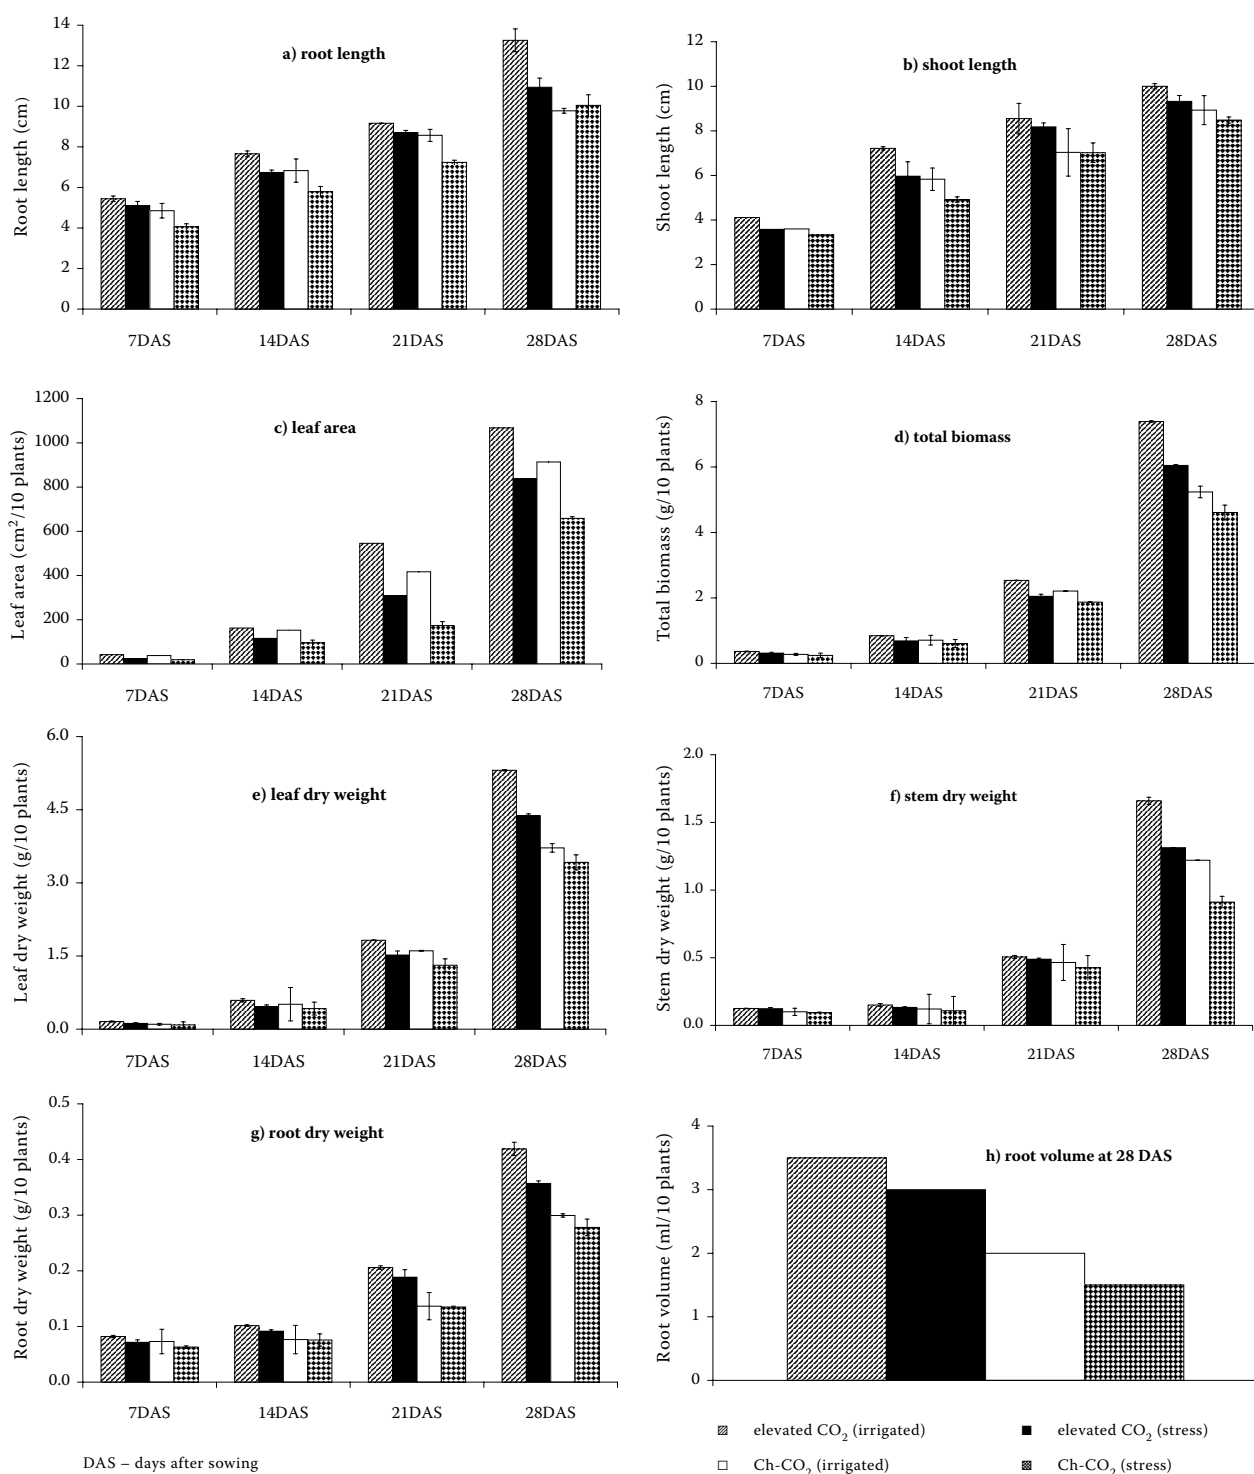 a) root length
Root length (cm)
14
12
10
8
6
4
2
0
7DAS 14DAS 21DAS 28DAS
b) shoot length
Shoot length (cm)
12
10
8
6
4
2
0
7DAS 14DAS 21DAS 28DAS
c) leaf area
Leaf area (cm²/10 plants)
1200
1000
800
600
400
200
0
7DAS 14DAS 21DAS 28DAS
d) total biomass
Total biomass (g/10 plants)
8
6
4
2
0
7DAS 14DAS 21DAS 28DAS
e) leaf dry weight
Leaf dry weight (g/10 plants)
6.0
4.5
3.0
1.5
0.0
7DAS 14DAS 21DAS 28DAS
f) stem dry weight
Stem dry weight (g/10 plants)
2.0
1.5
1.0
0.5
0.0
7DAS 14DAS 21DAS 28DAS
g) root dry weight
Root dry weight (g/10 plants)
0.5
0.4
0.3
0.2
0.1
0.0
7DAS 14DAS 21DAS 28DAS
h) root volume at 28 DAS
Root volume (ml/10 plants)
4
3
2
1
0
elevated CO₂ (irrigated) elevated CO₂ (stress)
Ch-CO₂ (irrigated) Ch-CO₂ (stress)
DAS – days after sowing